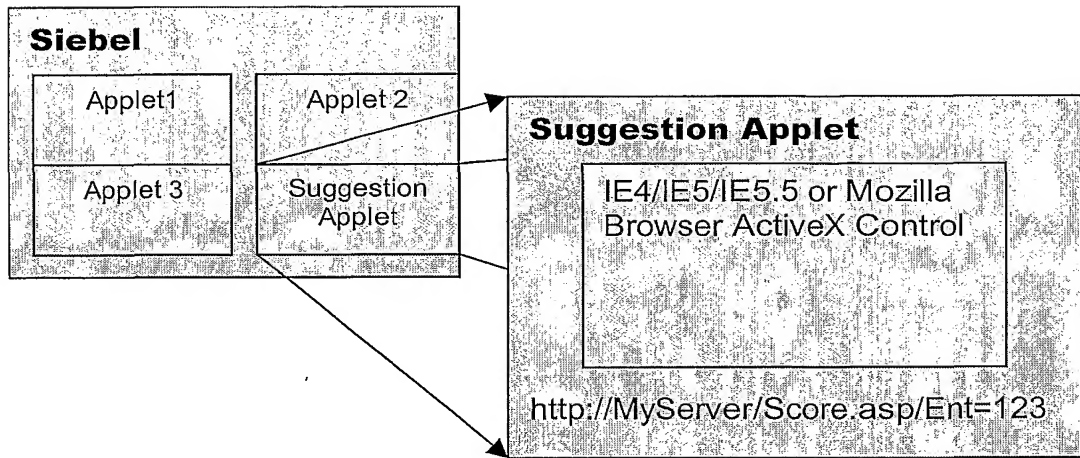 Siebel
Applet1
Applet 2
Applet 3
Suggestion
Applet
Suggestion Applet
IE4/IE5/IE5.5 or Mozilla
Browser ActiveX Control
http://MyServer/Score.asp/Ent=123